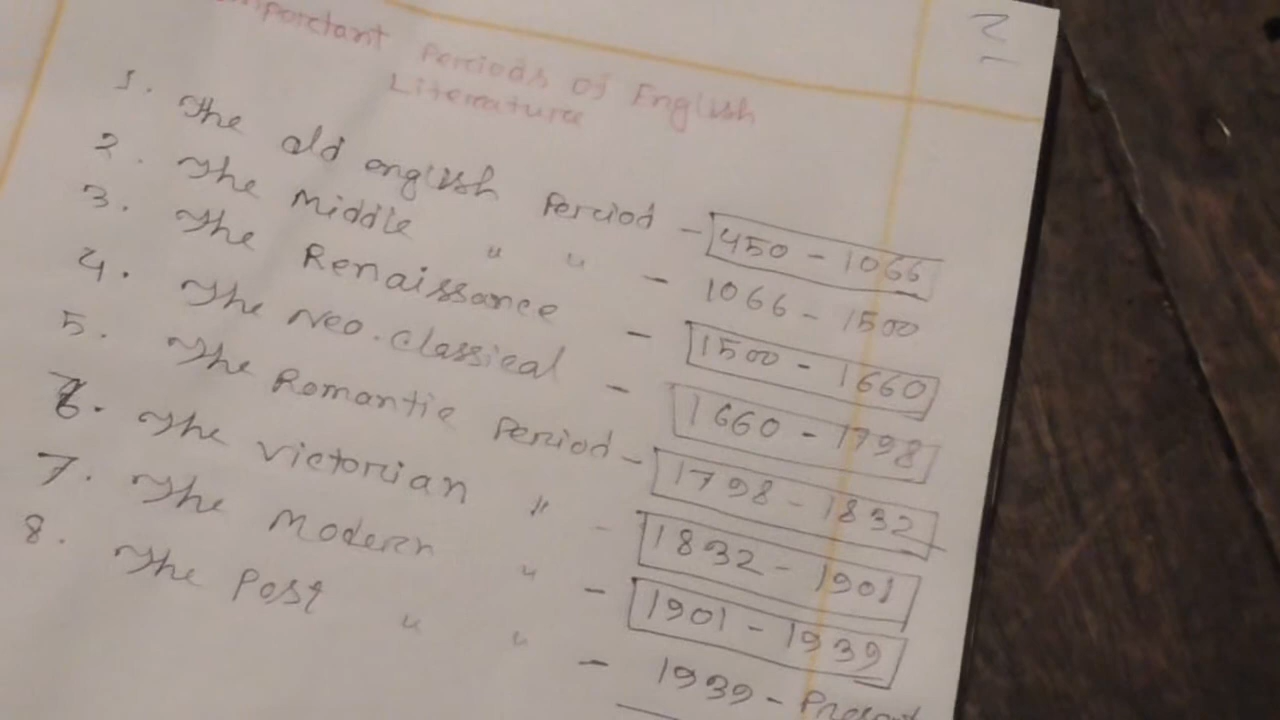 2
Important Periods of English
Literature
1. The old english Period - 450 - 1066
2. The Middle " " - 1066 - 1500
3. The Renaissance - 1500 - 1660
4. The Neo.classical - 1660 - 1798
5. The Romantic Period - 1798 - 1832
6. The Victorian " - 1832 - 1901
7. The Modern " - 1901 - 1939
8. The Post " " - 1939 - Present